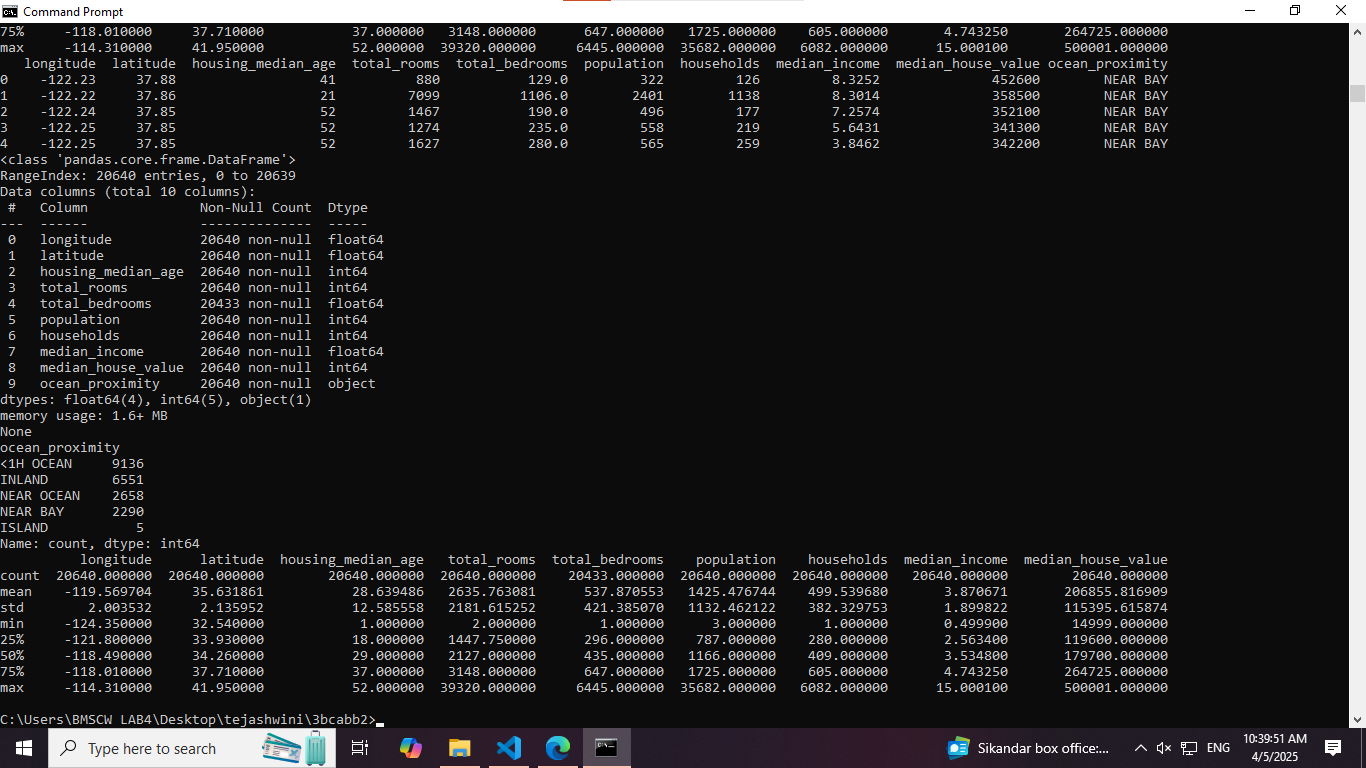 Command Prompt
75%     -118.010000     37.710000           37.000000   3148.000000      647.000000   1725.000000    605.000000       4.743250       264725.000000
max     -114.310000     41.950000           52.000000  39320.000000     6445.000000  35682.000000   6082.000000      15.000100       500001.000000
   longitude  latitude  housing_median_age  total_rooms  total_bedrooms  population  households  median_income  median_house_value ocean_proximity
0    -122.23     37.88                  41          880           129.0         322         126         8.3252              452600        NEAR BAY
1    -122.22     37.86                  21         7099          1106.0        2401        1138         8.3014              358500        NEAR BAY
2    -122.24     37.85                  52         1467           190.0         496         177         7.2574              352100        NEAR BAY
3    -122.25     37.85                  52         1274           235.0         558         219         5.6431              341300        NEAR BAY
4    -122.25     37.85                  52         1627           280.0         565         259         3.8462              342200        NEAR BAY
<class 'pandas.core.frame.DataFrame'>
RangeIndex: 20640 entries, 0 to 20639
Data columns (total 10 columns):
 #   Column              Non-Null Count  Dtype
---  ------              --------------  -----
 0   longitude           20640 non-null  float64
 1   latitude            20640 non-null  float64
 2   housing_median_age  20640 non-null  int64
 3   total_rooms         20640 non-null  int64
 4   total_bedrooms      20433 non-null  float64
 5   population          20640 non-null  int64
 6   households          20640 non-null  int64
 7   median_income       20640 non-null  float64
 8   median_house_value  20640 non-null  int64
 9   ocean_proximity     20640 non-null  object
dtypes: float64(4), int64(5), object(1)
memory usage: 1.6+ MB
None
ocean_proximity
<1H OCEAN     9136
INLAND        6551
NEAR OCEAN    2658
NEAR BAY      2290
ISLAND           5
Name: count, dtype: int64
          longitude      latitude  housing_median_age   total_rooms  total_bedrooms    population    households  median_income  median_house_value
count  20640.000000  20640.000000        20640.000000  20640.000000    20433.000000  20640.000000  20640.000000   20640.000000        20640.000000
mean    -119.569704     35.631861           28.639486   2635.763081      537.870553   1425.476744    499.539680       3.870671       206855.816909
std        2.003532      2.135952           12.585558   2181.615252      421.385070   1132.462122    382.329753       1.899822       115395.615874
min     -124.350000     32.540000            1.000000      2.000000        1.000000      3.000000      1.000000       0.499900        14999.000000
25%     -121.800000     33.930000           18.000000   1447.750000      296.000000    787.000000    280.000000       2.563400       119600.000000
50%     -118.490000     34.260000           29.000000   2127.000000      435.000000   1166.000000    409.000000       3.534800       179700.000000
75%     -118.010000     37.710000           37.000000   3148.000000      647.000000   1725.000000    605.000000       4.743250       264725.000000
max     -114.310000     41.950000           52.000000  39320.000000     6445.000000  35682.000000   6082.000000      15.000100       500001.000000
C:\Users\BMSCW LAB4\Desktop\tejashwini\3bcabb2>
Type here to search
Sikandar box office:...
ENG
10:39:51 AM
4/5/2025